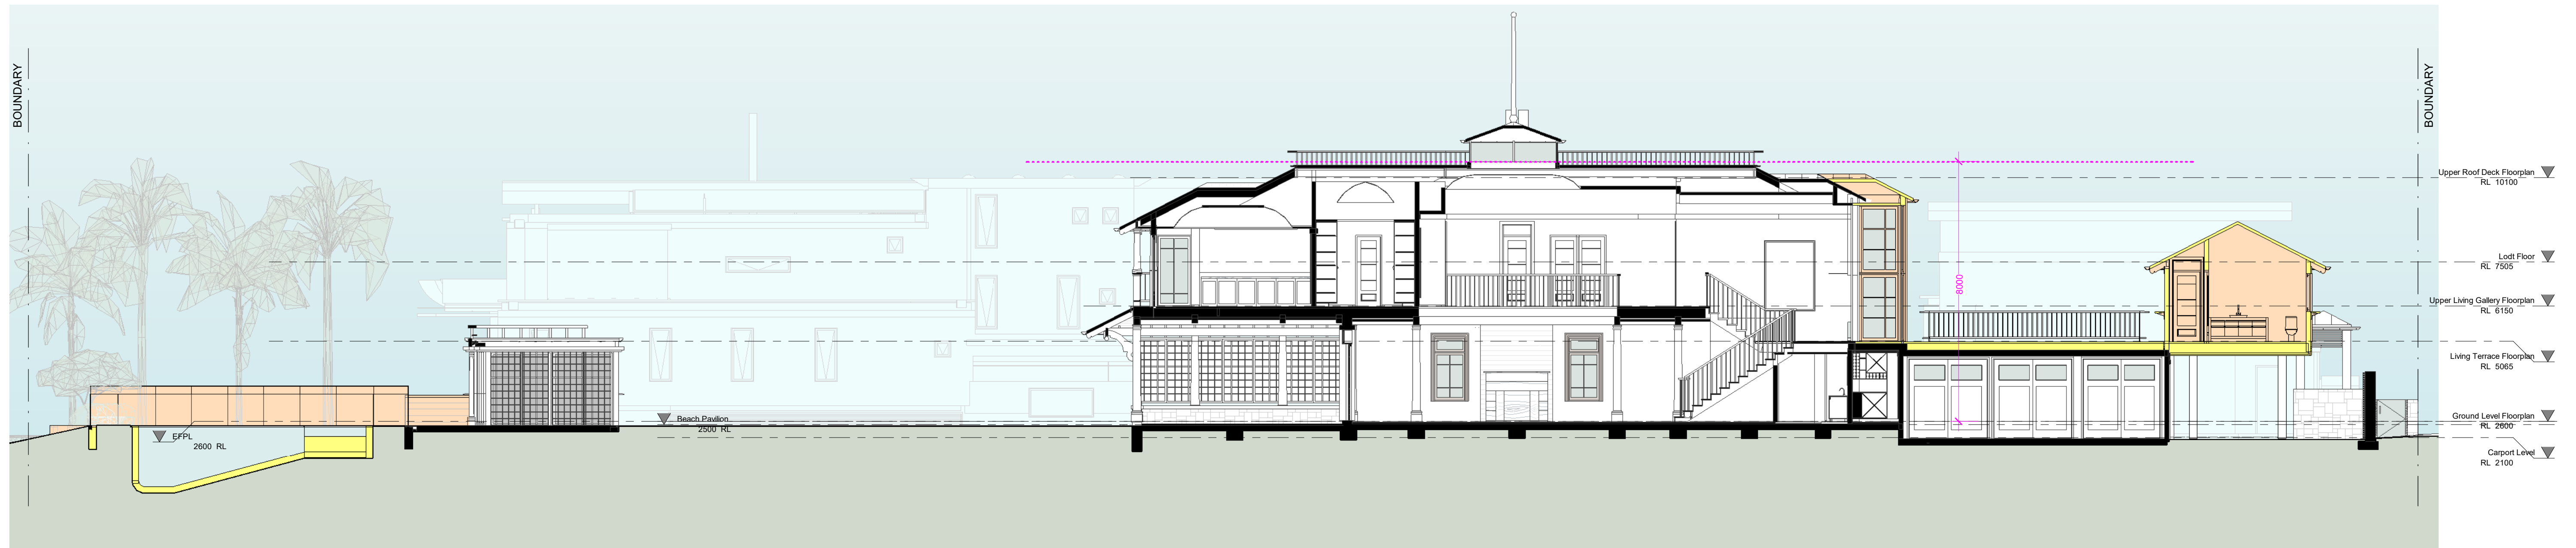 BOUNDARY
BOUNDARY
Upper Roof Deck Floorplan
RL 10100
Lodt Floor
RL 7505
8000
Upper Living Gallery Floorplan
RL 6150
Living Terrace Floorplan
RL 5065
Beach Pavilion
2500 RL
Ground Level Floorplan
RL 2600
EFPL
2600 RL
Carport Level
RL 2100